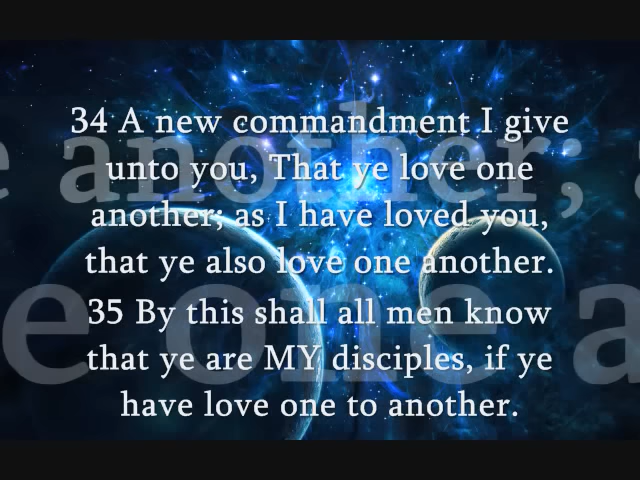 34 A new commandment I give
unto you, That ye love one
another; as I have loved you,
that ye also love one another.
35 By this shall all men know
that ye are MY disciples, if ye
have love one to another.
e another; a
e one a